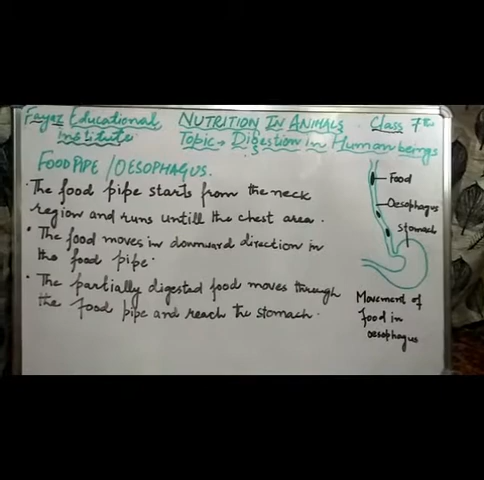 Fayaz Educational institute
NUTRITION IN ANIMALS
Class 7th
Topic → Digestion in Human beings
FOODPIPE / OESOPHAGUS.
· The food pipe starts from the neck
region and runs untill the chest area.
· The food moves in downward direction in
the food pipe.
· The partially digested food moves through
the food pipe and reach the stomach.
Food
Oesophagus
stomach
Movement of
food in
oesophagus